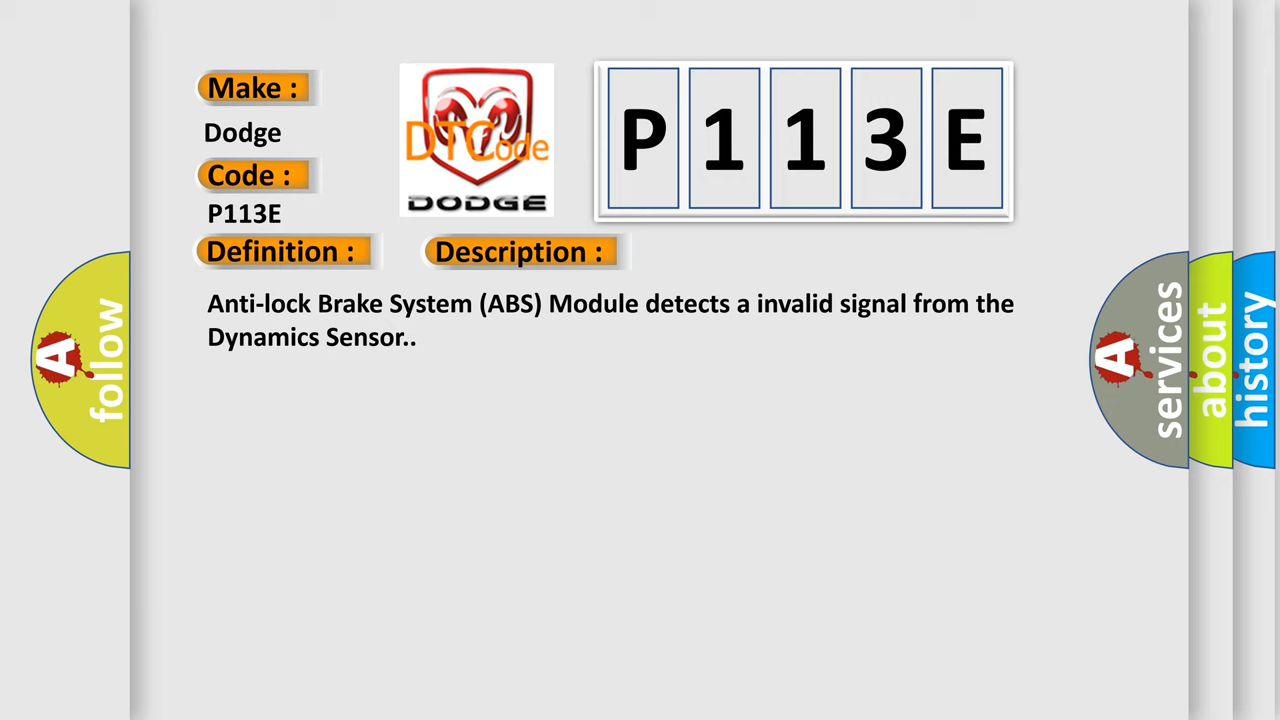 Make :
Dodge
Code :
P113E
Definition :
Description :
Anti-lock Brake System (ABS) Module detects a invalid signal from the
Dynamics Sensor..
DTCode
DODGE
P 1 1 3 E
A
follow
A
services
about
history